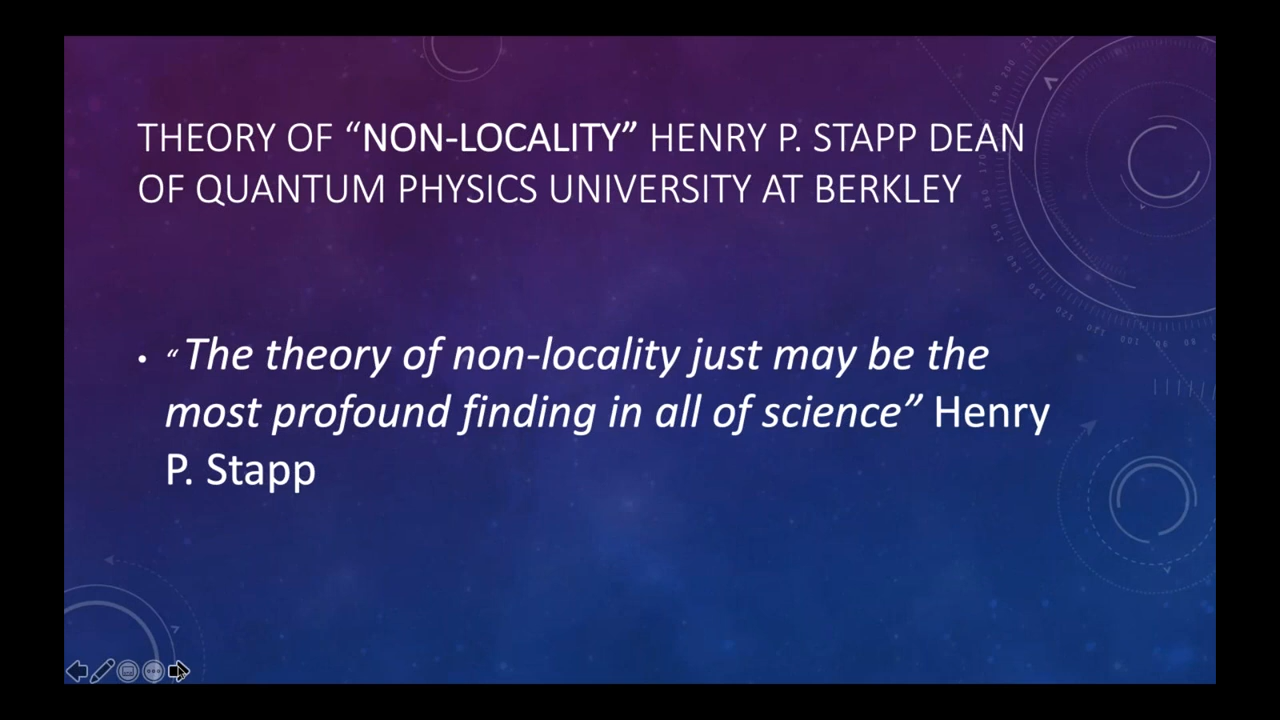 THEORY OF “NON-LOCALITY” HENRY P. STAPP DEAN
OF QUANTUM PHYSICS UNIVERSITY AT BERKLEY
• “ The theory of non-locality just may be the
most profound finding in all of science” Henry
P. Stapp